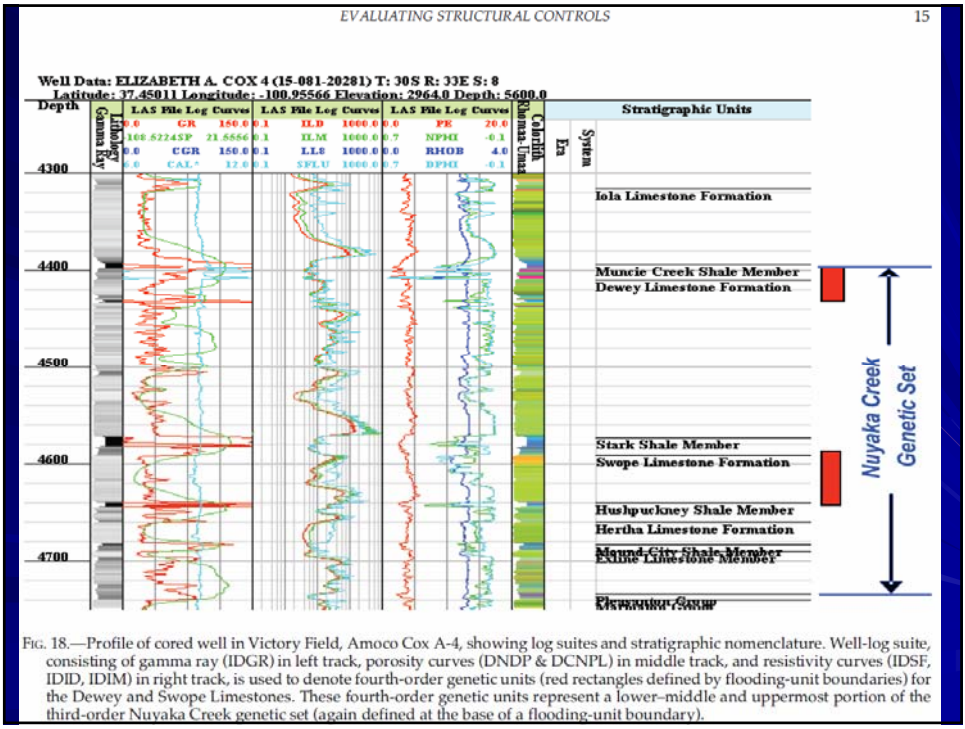 EVALUATING STRUCTURAL CONTROLS 15
Well Data: ELIZABETH A. COX 4 (15-081-20281) T: 30S R: 33E S: 8
Latitude: 37.45011 Longitude: -100.95566 Elevation: 2964.0 Depth: 5600.0
Depth
Lithology
Gamma Ray
LAS File Log Curves LAS File Log Curves LAS File Log Curves
0.0 GR 150.0 0.1 ILD 1000.0 0.0 PE 20.0
108.5224 SP 21.5556 0.1 ILM 1000.0 0.7 NPHI -0.1
0.0 CGR 150.0 0.1 LL8 1000.0 0.0 RHOB 4.0
6.0 CAL* 12.0 0.1 SFLU 1000.0 0.7 DPHI -0.1
Colorlith
Rhomaa-Umaa
Stratigraphic Units
Era
System
4300
Iola Limestone Formation
4400
Muncie Creek Shale Member
Dewey Limestone Formation
4500
Stark Shale Member
4600
Swope Limestone Formation
Hushpuckney Shale Member
Hertha Limestone Formation
Mound City Shale Member
4700
Exline Limestone Member
Pleasanton Group
Nuyaka Creek
Genetic Set
FIG. 18.—Profile of cored well in Victory Field, Amoco Cox A-4, showing log suites and stratigraphic nomenclature. Well-log suite,
consisting of gamma ray (IDGR) in left track, porosity curves (DNDP & DCNPL) in middle track, and resistivity curves (IDSF,
IDID, IDIM) in right track, is used to denote fourth-order genetic units (red rectangles defined by flooding-unit boundaries) for
the Dewey and Swope Limestones. These fourth-order genetic units represent a lower–middle and uppermost portion of the
third-order Nuyaka Creek genetic set (again defined at the base of a flooding-unit boundary).